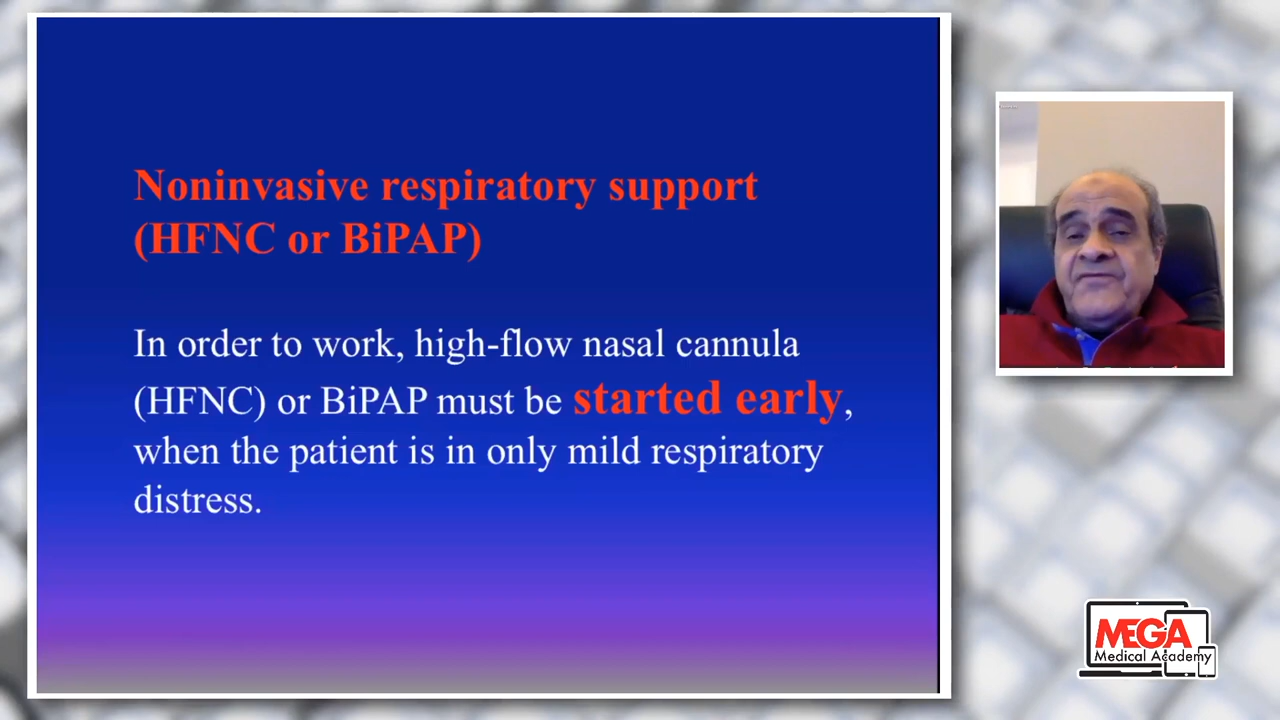 Noninvasive respiratory support
(HFNC or BiPAP)
In order to work, high-flow nasal cannula
(HFNC) or BiPAP must be started early,
when the patient is in only mild respiratory
distress.
MEGA
Medical Academy